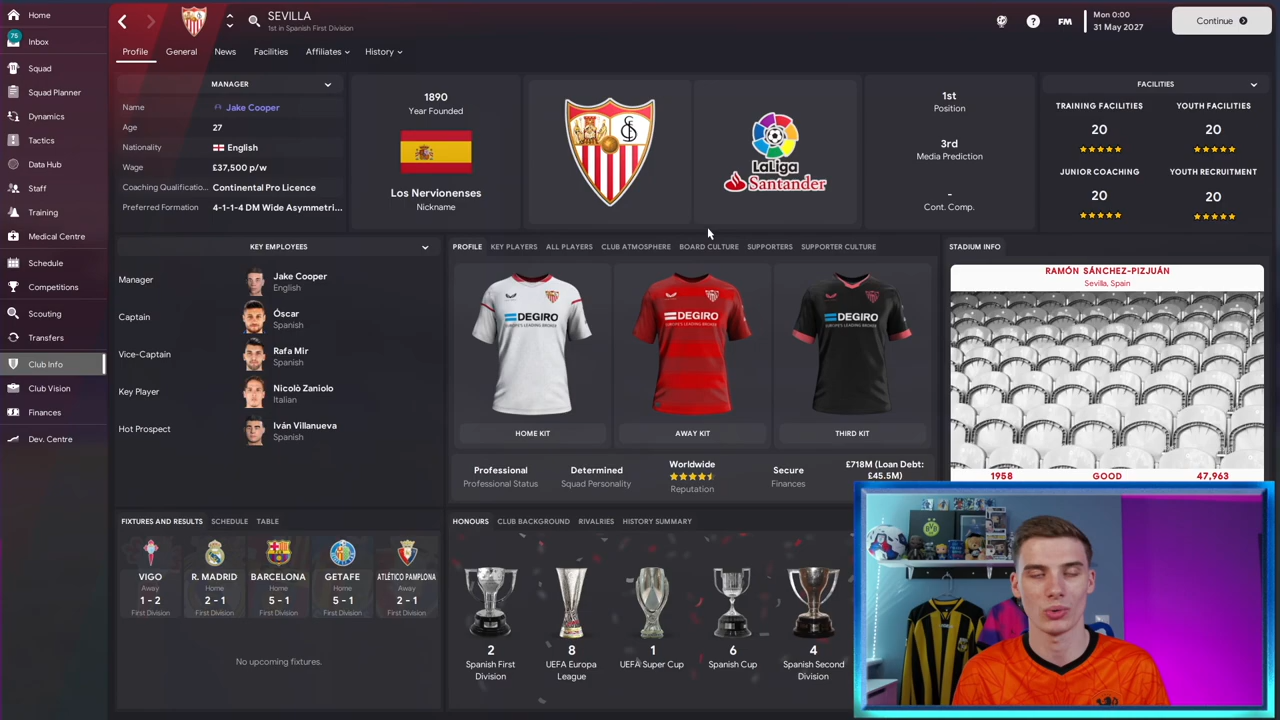 Home
75
Inbox
Squad
Squad Planner
Dynamics
Tactics
Data Hub
Staff
Training
Medical Centre
Schedule
Competitions
Scouting
Transfers
Club Info
Club Vision
Finances
Dev. Centre
SEVILLA
1st in Spanish First Division
FM
Mon 0:00
31 May 2027
Continue
Profile
General
News
Facilities
Affiliates
History
MANAGER
Name Jake Cooper
Age 27
Nationality English
Wage £37,500 p/w
Coaching Qualificatio... Continental Pro Licence
Preferred Formation 4-1-1-4 DM Wide Asymmetri...
1890
Year Founded
Los Nervionenses
Nickname
LaLiga
Santander
1st
Position
3rd
Media Prediction
-
Cont. Comp.
FACILITIES
TRAINING FACILITIES
20
YOUTH FACILITIES
20
JUNIOR COACHING
20
YOUTH RECRUITMENT
20
KEY EMPLOYEES
Manager
Jake Cooper
English
Captain
Óscar
Spanish
Vice-Captain
Rafa Mir
Spanish
Key Player
Nicolò Zaniolo
Italian
Hot Prospect
Iván Villanueva
Spanish
PROFILE
KEY PLAYERS
ALL PLAYERS
CLUB ATMOSPHERE
BOARD CULTURE
SUPPORTERS
SUPPORTER CULTURE
DEGIRO
EUROPE'S LEADING BROKER
HOME KIT
DEGIRO
EUROPE'S LEADING BROKER
AWAY KIT
DEGIRO
EUROPE'S LEADING BROKER
THIRD KIT
Professional
Professional Status
Determined
Squad Personality
Worldwide
Reputation
Secure
Finances
£718M (Loan Debt:
£45.5M)
STADIUM INFO
RAMÓN SÁNCHEZ-PIZJUÁN
Sevilla, Spain
1958
GOOD
47,963
FIXTURES AND RESULTS
SCHEDULE
TABLE
VIGO
Away
1 - 2
First Division
R. MADRID
Home
2 - 1
First Division
BARCELONA
Home
5 - 1
First Division
GETAFE
Home
5 - 1
First Division
ATLÉTICO PAMPLONA
Away
2 - 1
First Division
No upcoming fixtures.
HONOURS
CLUB BACKGROUND
RIVALRIES
HISTORY SUMMARY
2
Spanish First
Division
8
UEFA Europa
League
1
UEFA Super Cup
6
Spanish Cup
4
Spanish Second
Division